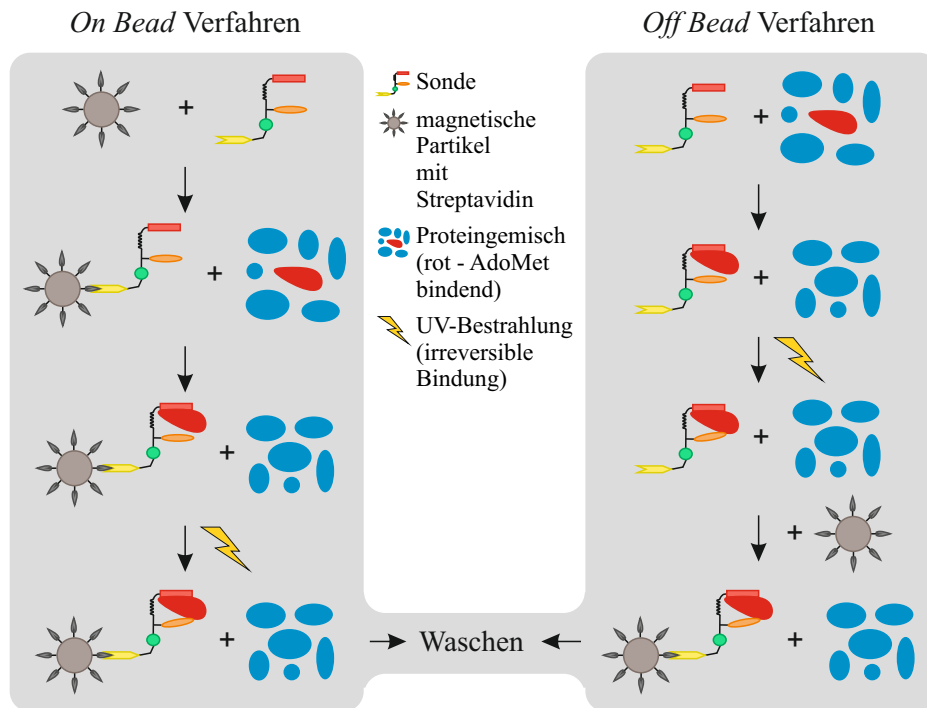 On Bead Verfahren
Off Bead Verfahren
+
+
Sonde
magnetische
Partikel
mit
Streptavidin
Proteingemisch
(rot - AdoMet
bindend)
UV-Bestrahlung
(irreversible
Bindung)
+
+
+
+
+
+
Waschen
+